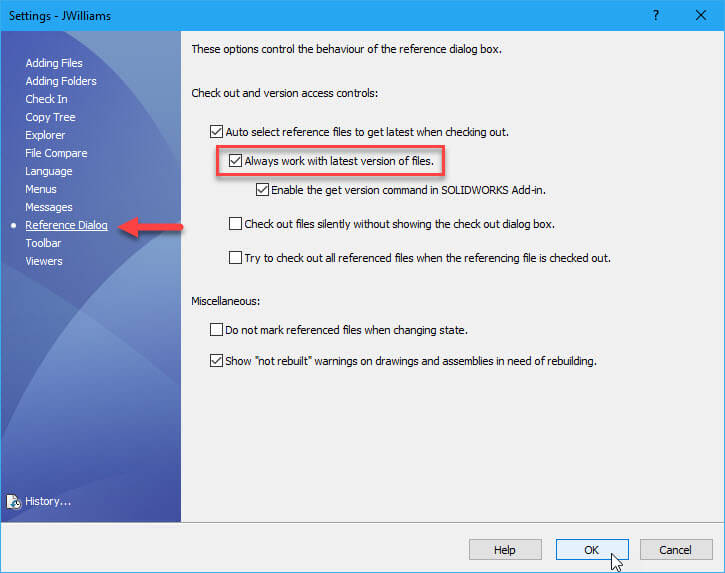 Settings - JWilliams
?
Adding Files
Adding Folders
Check In
Copy Tree
Explorer
File Compare
Language
Menus
Messages
Reference Dialog
Toolbar
Viewers
History...
These options control the behaviour of the reference dialog box.
Check out and version access controls:
Auto select reference files to get latest when checking out.
Always work with latest version of files.
Enable the get version command in SOLIDWORKS Add-in.
Check out files silently without showing the check out dialog box.
Try to check out all referenced files when the referencing file is checked out.
Miscellaneous:
Do not mark referenced files when changing state.
Show "not rebuilt" warnings on drawings and assemblies in need of rebuilding.
Help
OK
Cancel